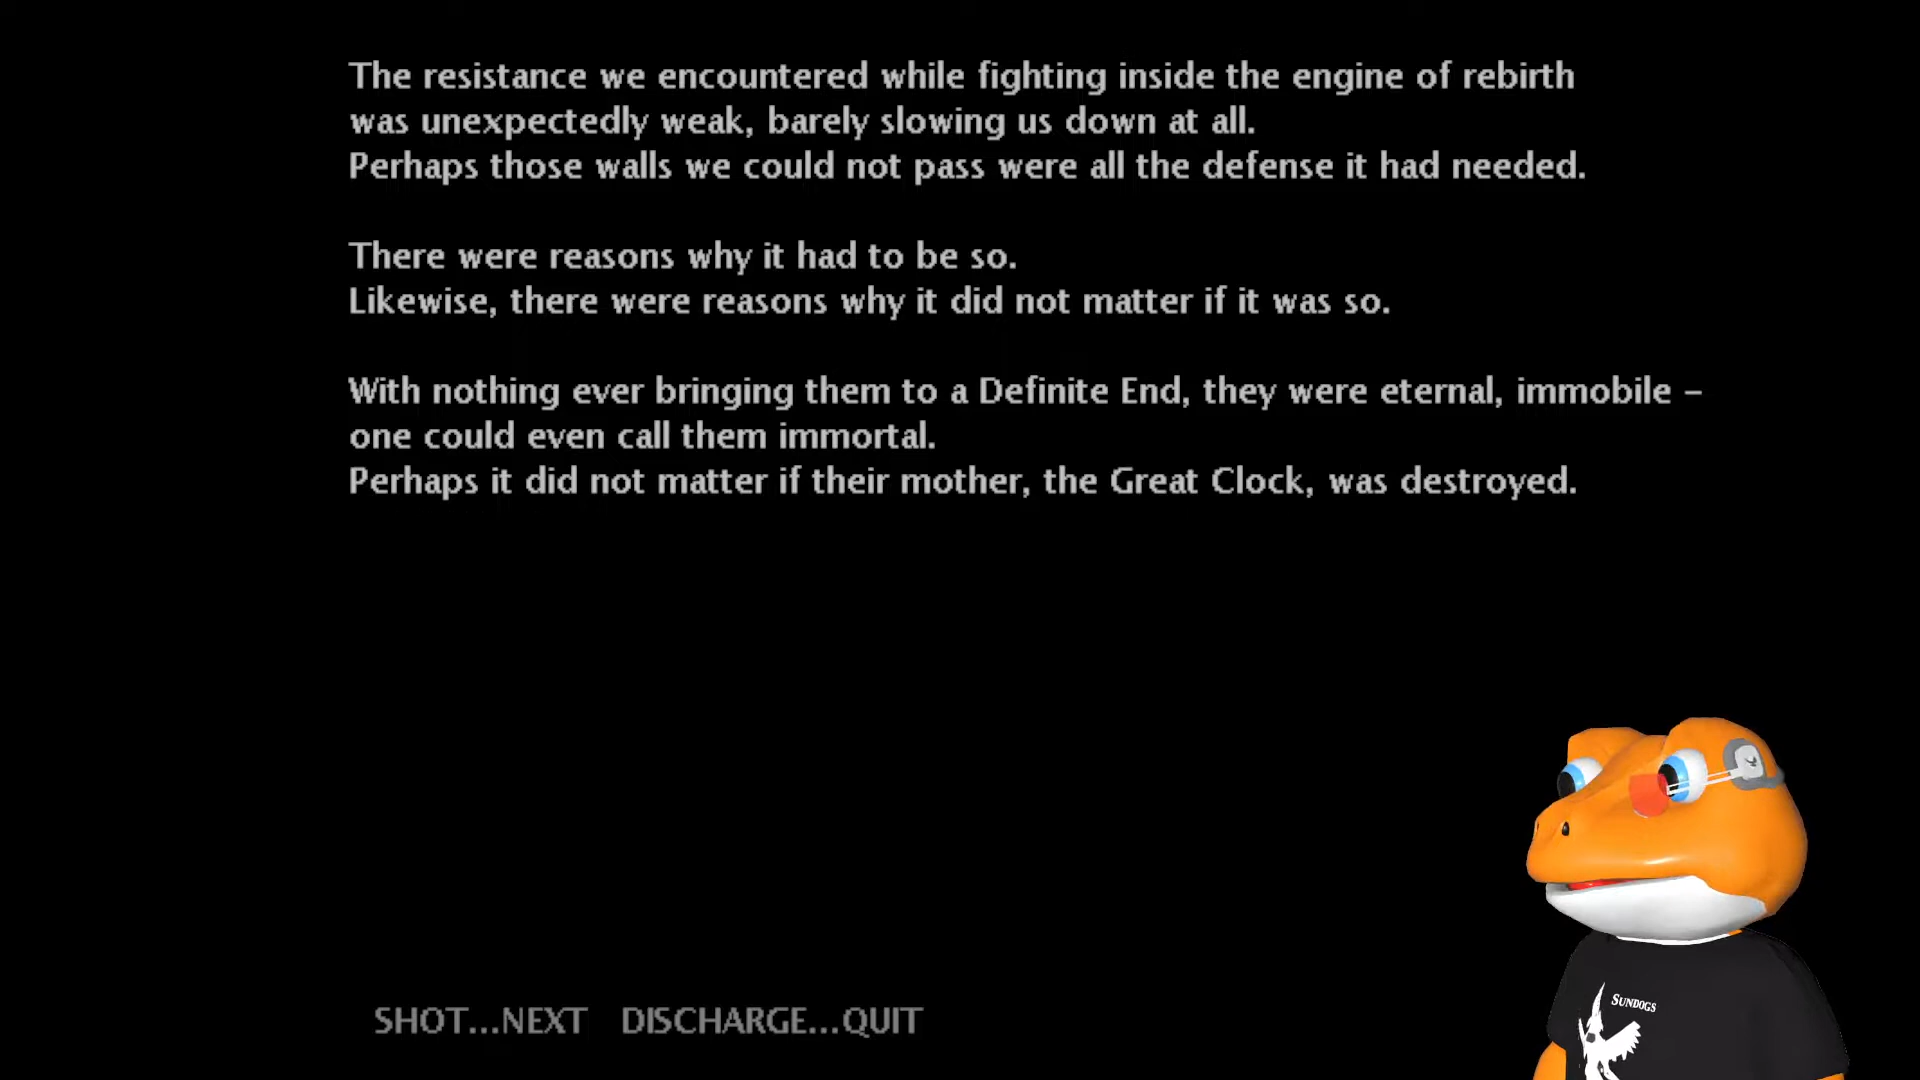 The resistance we encountered while fighting inside the engine of rebirth
was unexpectedly weak, barely slowing us down at all.
Perhaps those walls we could not pass were all the defense it had needed.
There were reasons why it had to be so.
Likewise, there were reasons why it did not matter if it was so.
With nothing ever bringing them to a Definite End, they were eternal, immobile –
one could even call them immortal.
Perhaps it did not matter if their mother, the Great Clock, was destroyed.
SUNDOGS
SHOT...NEXT DISCHARGE...QUIT